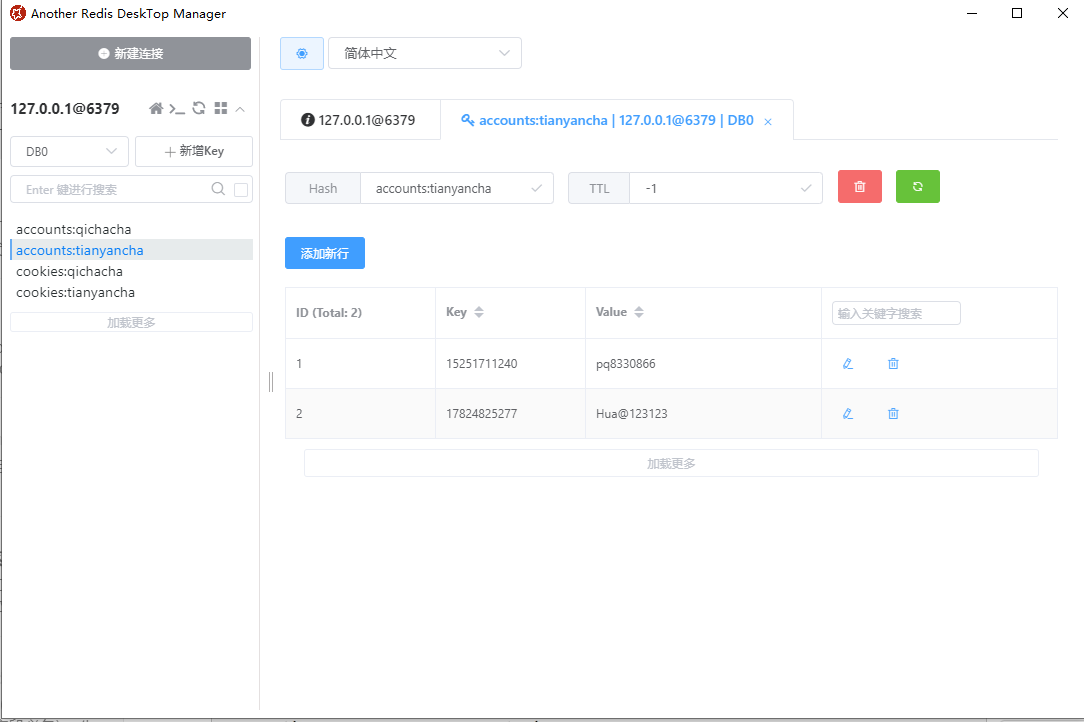 Another Redis DeskTop Manager
新建连接
简体中文
127.0.0.1@6379
127.0.0.1@6379
accounts:tianyancha | 127.0.0.1@6379 | DB0
DB0
新增Key
Enter 键进行搜索
Hash
accounts:tianyancha
TTL
-1
accounts:qichacha
accounts:tianyancha
cookies:qichacha
cookies:tianyancha
加载更多
添加新行
ID (Total: 2)
Key
Value
输入关键字搜索
1
15251711240
pq8330866
2
17824825277
Hua@123123
加载更多